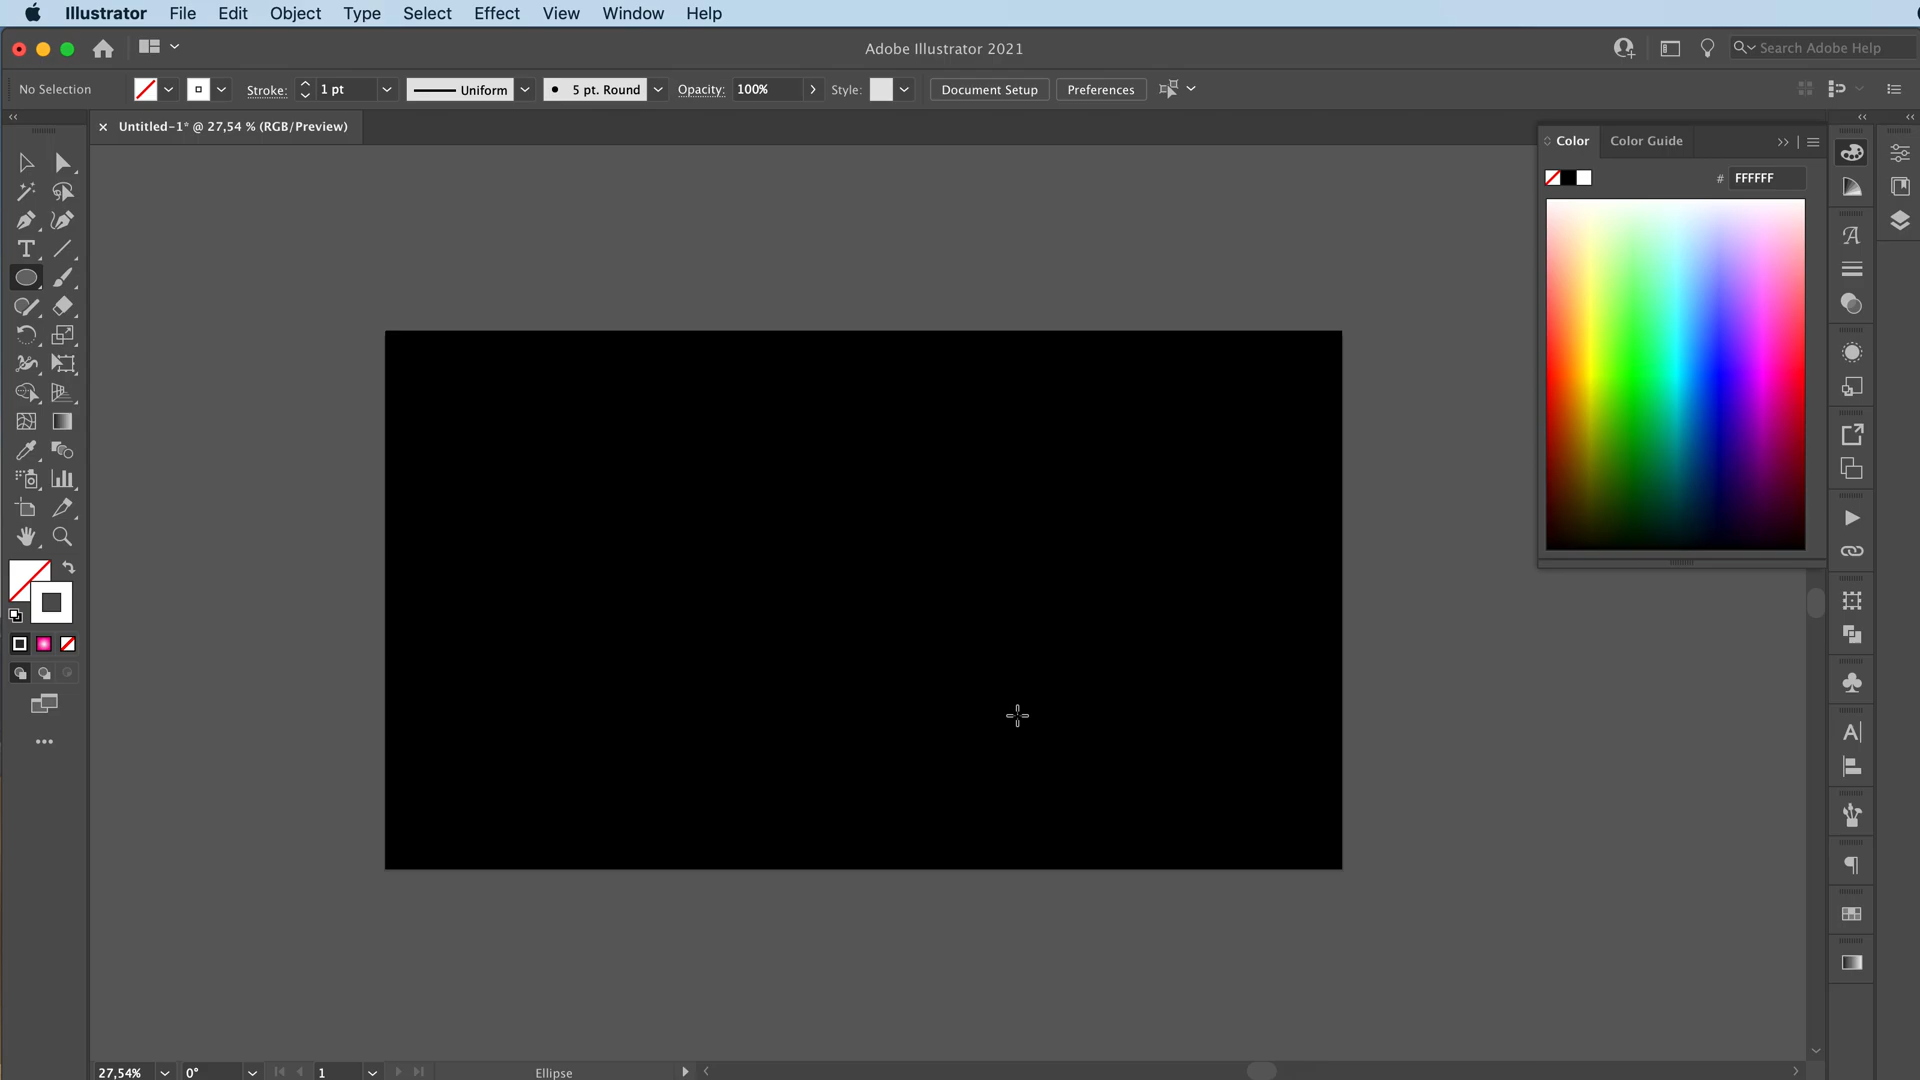 Illustrator File Edit Object Type Select Effect View Window Help
Adobe Illustrator 2021
Search Adobe Help
No Selection Stroke: 1 pt Uniform 5 pt. Round Opacity: 100% Style: Document Setup Preferences
Untitled-1* @ 27,54 % (RGB/Preview)
Color Color Guide
# FFFFFF
27,54% 0° 1 Ellipse